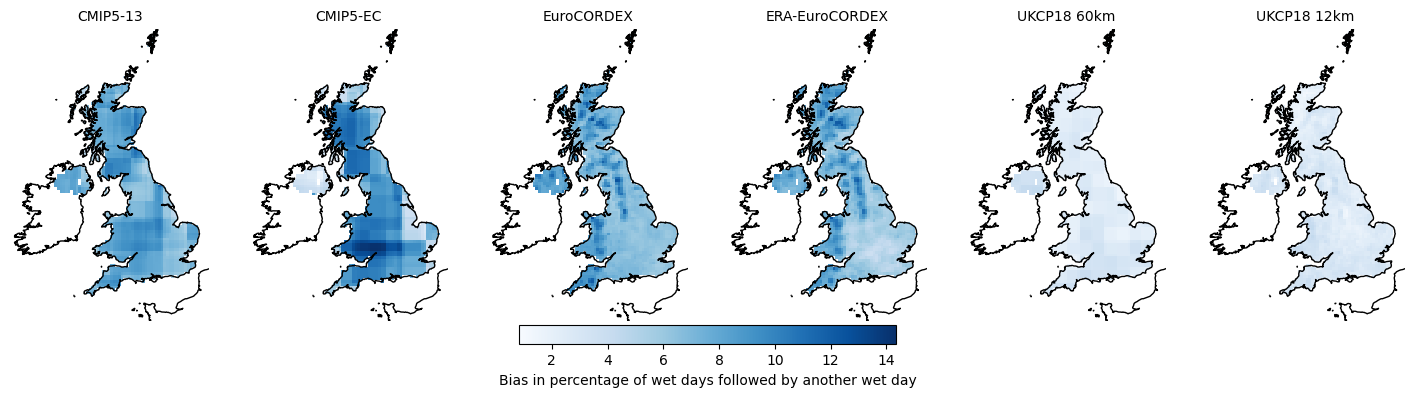 CMIP5-13
CMIP5-EC
EuroCORDEX
ERA-EuroCORDEX
UKCP18 60km
UKCP18 12km
2 4 6 8 10 12 14
Bias in percentage of wet days followed by another wet day